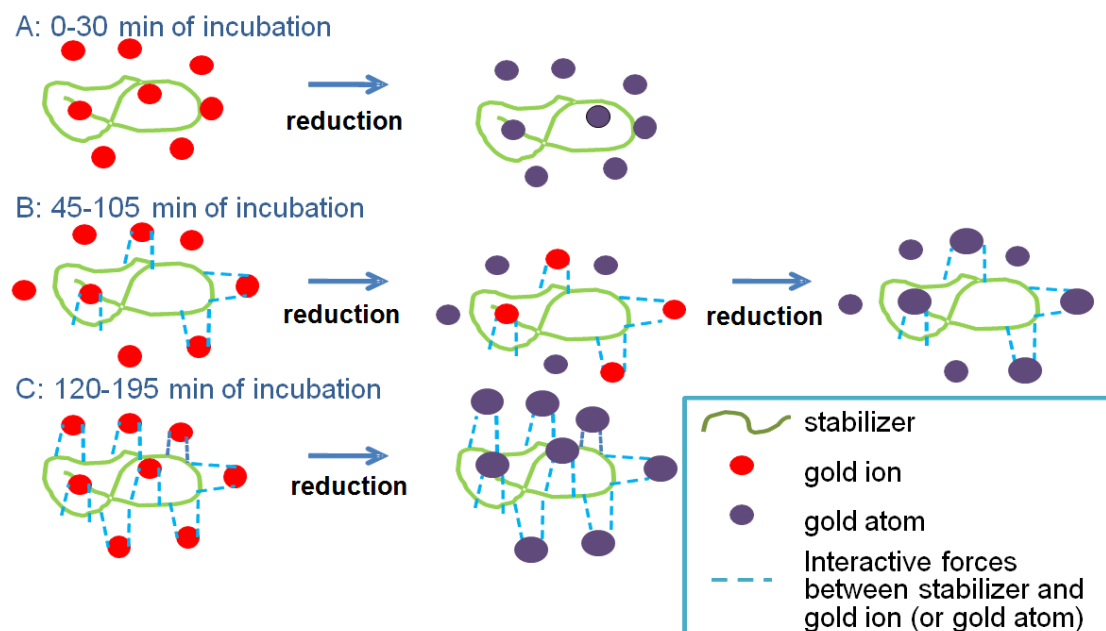 A: 0-30 min of incubation
reduction
B: 45-105 min of incubation
reduction
reduction
C: 120-195 min of incubation
reduction
stabilizer
gold ion
gold atom
Interactive forces
between stabilizer and
gold ion (or gold atom)